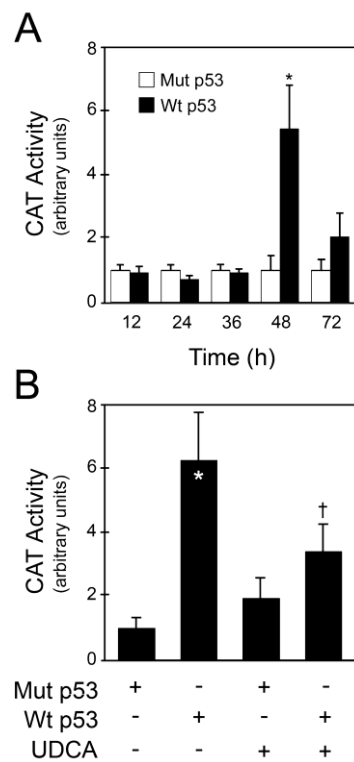 A
8
Mut p53
*
Wt p53
6
4
2
0
CAT Activity
(arbitrary units)
12 24 36 48 72
Time (h)
B
8
6
*
4
†
2
0
CAT Activity
(arbitrary units)
Mut p53 + - + -
Wt p53 - + - +
UDCA - - + +